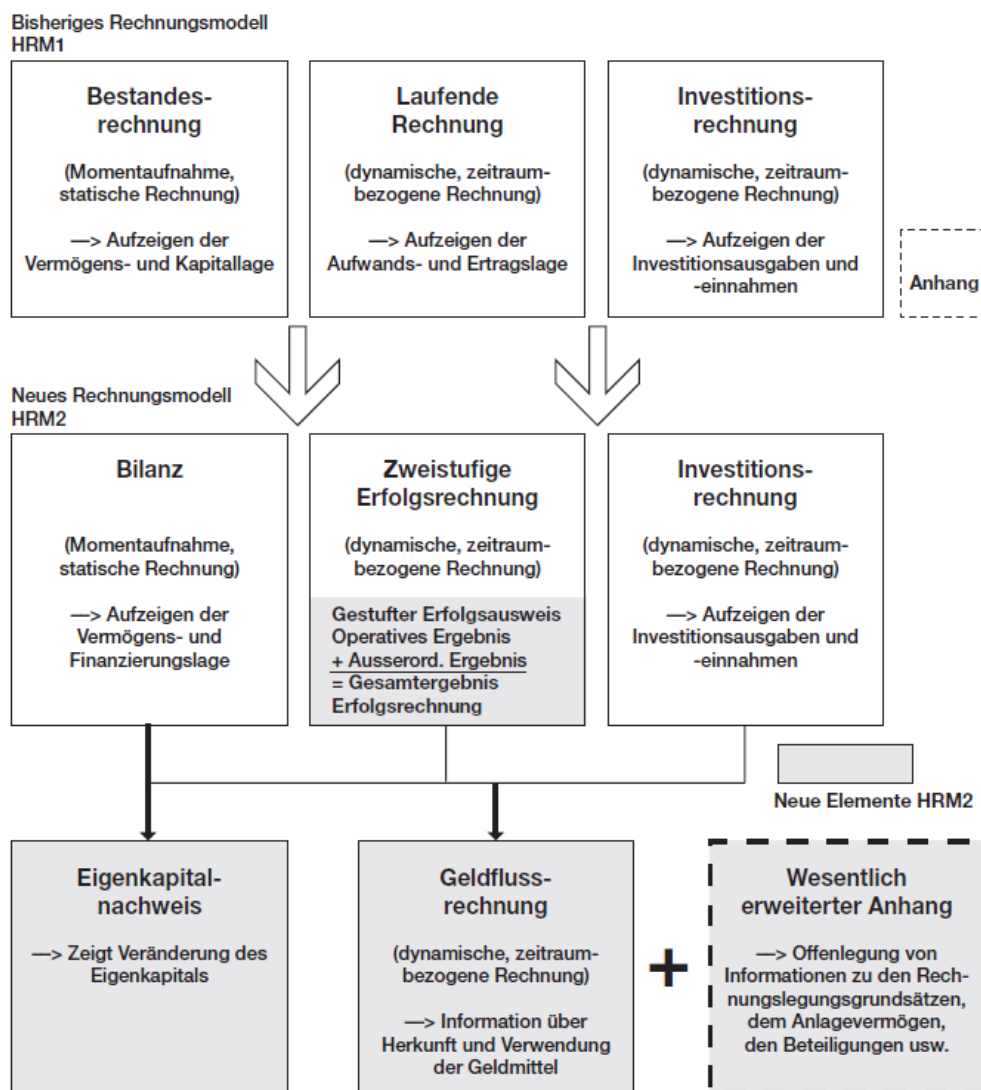 Bisheriges Rechnungsmodell
HRM1
Bestandes-
rechnung
(Momentaufnahme,
statische Rechnung)
—> Aufzeigen der
Vermögens- und Kapitallage
Laufende
Rechnung
(dynamische, zeitraum-
bezogene Rechnung)
—> Aufzeigen der
Aufwands- und Ertragslage
Investitions-
rechnung
(dynamische, zeitraum-
bezogene Rechnung)
—> Aufzeigen der
Investitionsausgaben und
-einnahmen
Anhang
Neues Rechnungsmodell
HRM2
Bilanz
(Momentaufnahme,
statische Rechnung)
—> Aufzeigen der
Vermögens- und
Finanzierungslage
Zweistufige
Erfolgsrechnung
(dynamische, zeitraum-
bezogene Rechnung)
Gestufter Erfolgsausweis
Operatives Ergebnis
+ Ausserord. Ergebnis
= Gesamtergebnis
Erfolgsrechnung
Investitions-
rechnung
(dynamische, zeitraum-
bezogene Rechnung)
—> Aufzeigen der
Investitionsausgaben und
-einnahmen
Neue Elemente HRM2
Eigenkapital-
nachweis
—> Zeigt Veränderung des
Eigenkapitals
Geldfluss-
rechnung
(dynamische, zeitraum-
bezogene Rechnung)
—> Information über
Herkunft und Verwendung
der Geldmittel
+
Wesentlich
erweiterter Anhang
—> Offenlegung von
Informationen zu den Rech-
nungslegungsgrundsätzen,
dem Anlagevermögen,
den Beteiligungen usw.